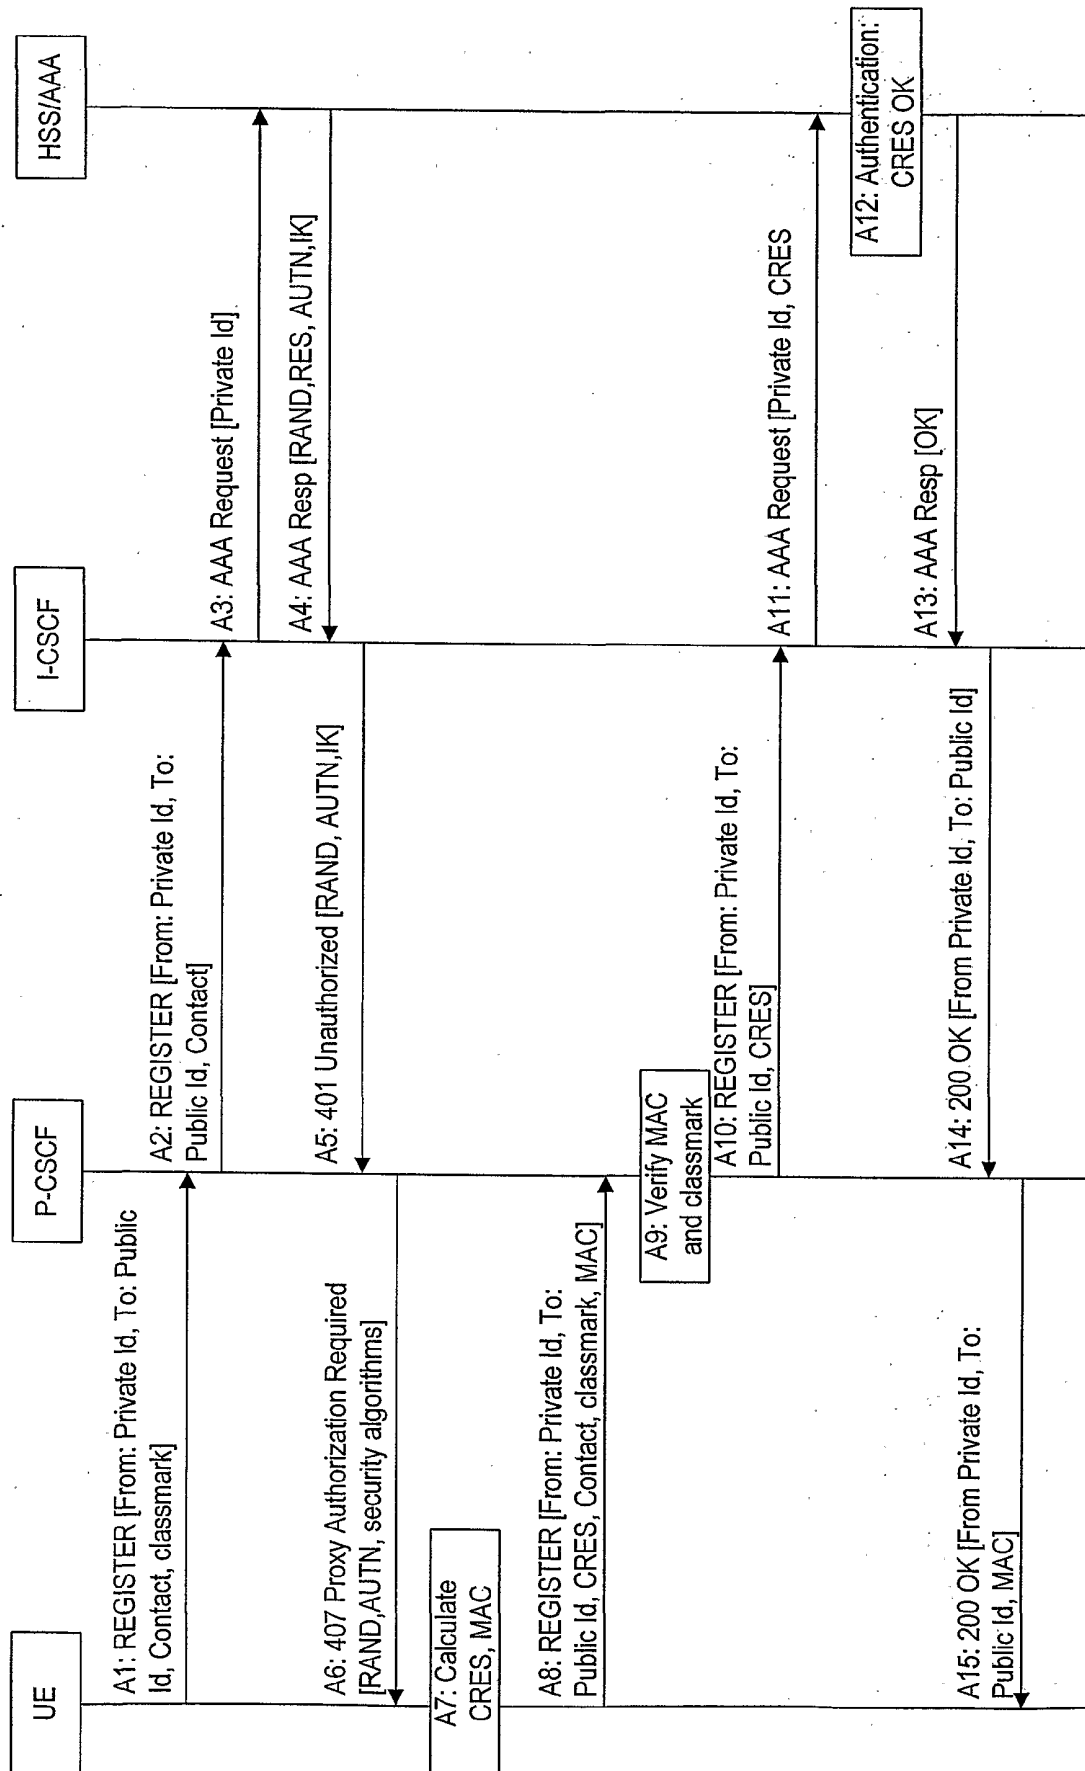 UE
P-CSCF
I-CSCF
HSS/AAA
A1: REGISTER [From: Private Id, To: Public
Id, Contact, classmark]
A2: REGISTER [From: Private Id, To:
Public Id, Contact]
A3: AAA Request [Private Id]
A4: AAA Resp [RAND,RES, AUTN,IK]
A5: 401 Unauthorized [RAND, AUTN,IK]
A6: 407 Proxy Authorization Required
[RAND,AUTN, security algorithms]
A7: Calculate
CRES, MAC
A8: REGISTER [From: Private Id, To:
Public Id, CRES, Contact, classmark, MAC]
A9: Verify MAC
and classmark
A10: REGISTER [From: Private Id, To:
Public Id, CRES]
A11: AAA Request [Private Id, CRES
A12: Authentication:
CRES OK
A13: AAA Resp [OK]
A14: 200 OK [From Private Id, To: Public Id]
A15: 200 OK [From Private Id, To:
Public Id, MAC]